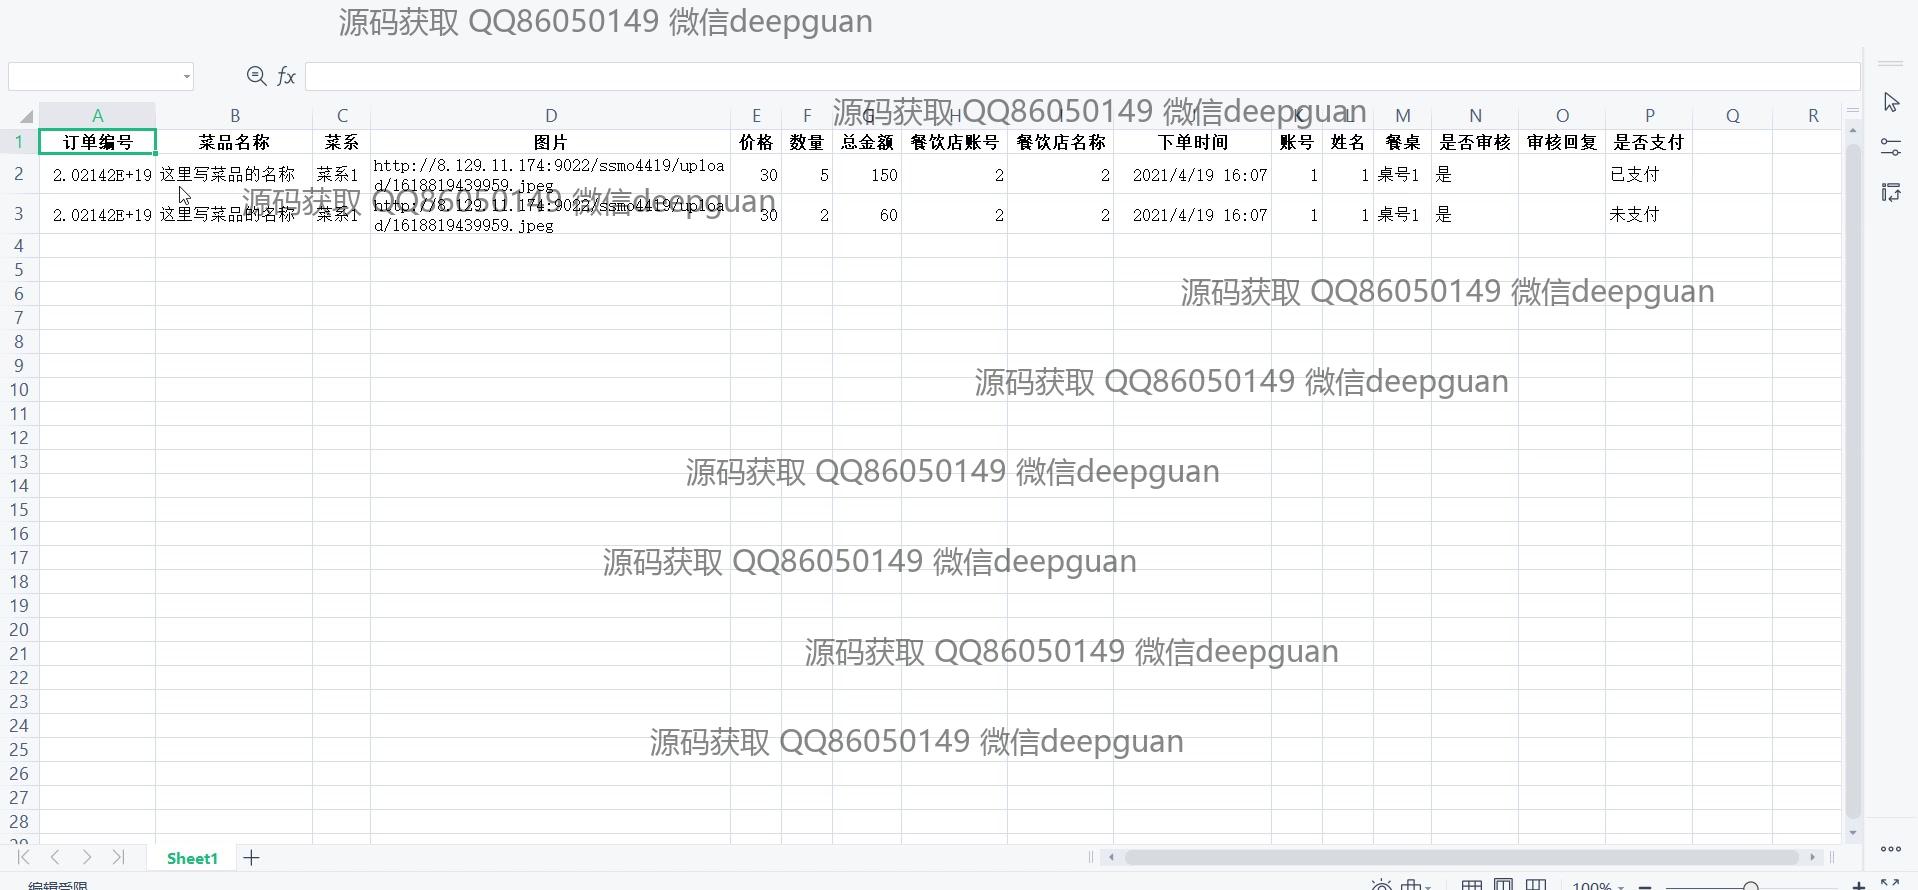 源码获取 QQ86050149 微信deepguan
fx
源码获取 QQ86050149 微信deepguan
A B C D E F G H I J K L M N O P Q R
1 订单编号 菜品名称 菜系 图片 价格 数量 总金额 餐饮店账号 餐饮店名称 下单时间 账号 姓名 餐桌 是否审核 审核回复 是否支付
2 2.02142E+19 这里写菜品的名称 菜系1 http://8.129.11.174:9022/ssmo4419/upload/1618819439959.jpeg 30 5 150 2 2 2021/4/19 16:07 1 1 桌号1 是 已支付
源码获取 QQ86050149 微信deepguan
3 2.02142E+19 这里写菜品的名称 菜系1 http://8.129.11.174:9022/ssmo4419/upload/1618819439959.jpeg 30 2 60 2 2 2021/4/19 16:07 1 1 桌号1 是 未支付
4
5
6
源码获取 QQ86050149 微信deepguan
7
8
9
10
源码获取 QQ86050149 微信deepguan
11
12
13
源码获取 QQ86050149 微信deepguan
14
15
16
17
源码获取 QQ86050149 微信deepguan
18
19
20
21
源码获取 QQ86050149 微信deepguan
22
23
24
25
源码获取 QQ86050149 微信deepguan
26
27
28
29
Sheet1
编辑受限
100%